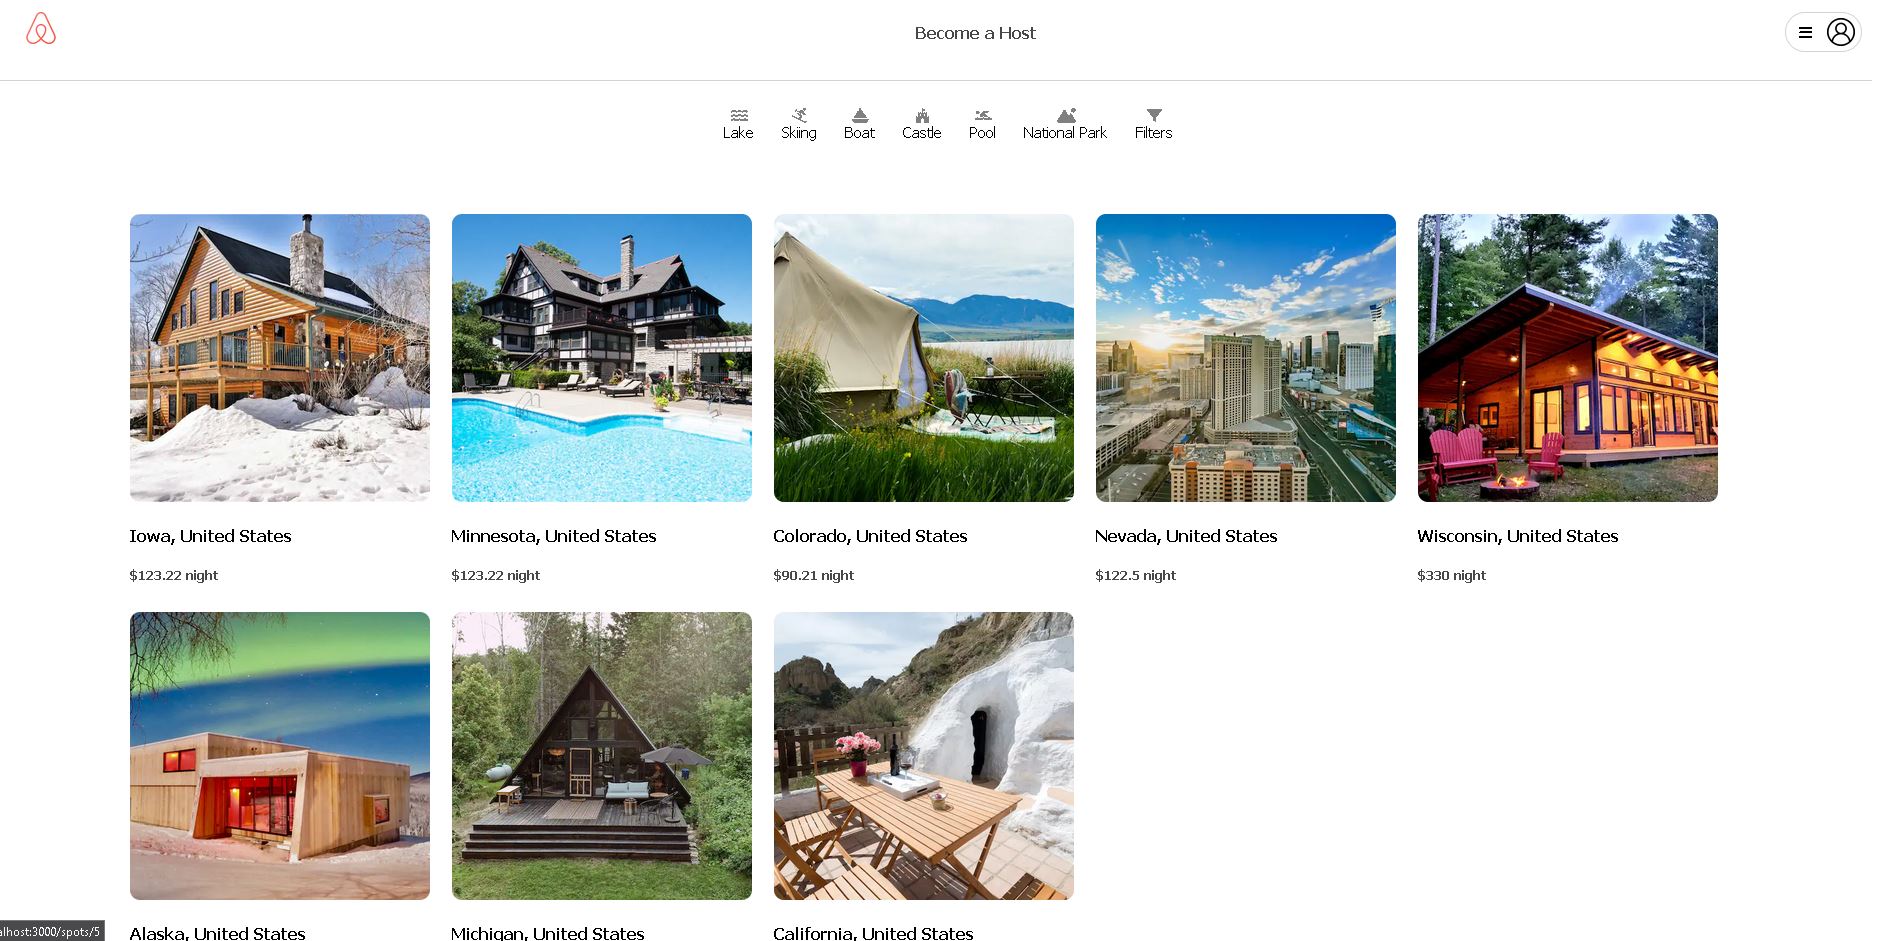 Become a Host
Lake
Skiing
Boat
Castle
Pool
National Park
Filters
Iowa, United States
$123.22 night
Minnesota, United States
$123.22 night
Colorado, United States
$90.21 night
Nevada, United States
$122.5 night
Wisconsin, United States
$330 night
Alaska, United States
Michigan, United States
California, United States
alhost:3000/spots/5